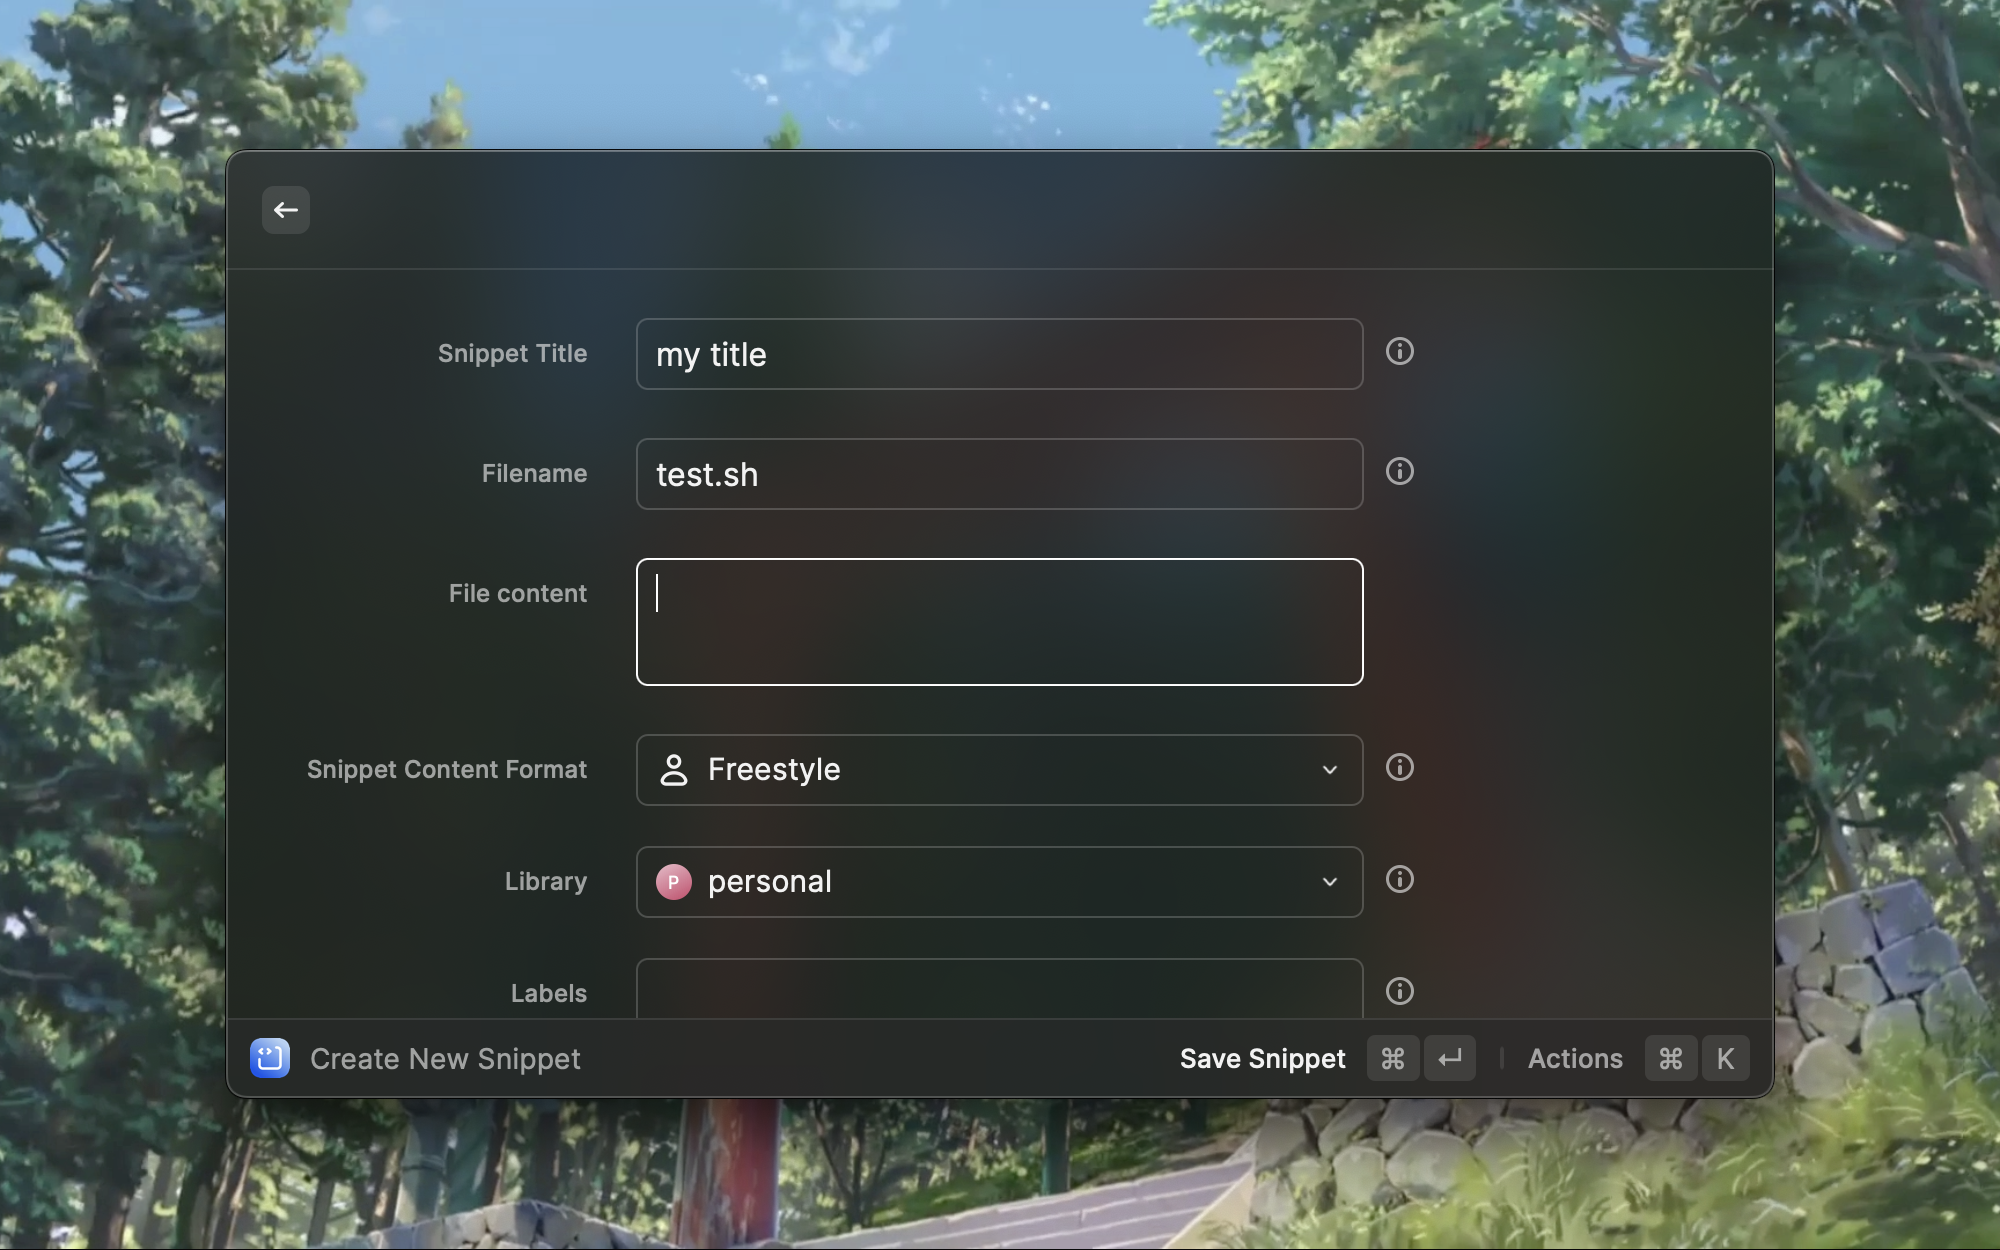 Snippet Title
my title
Filename
test.sh
File content
Snippet Content Format
Freestyle
Library
P personal
Labels
Create New Snippet
Save Snippet ⌘ ↵ | Actions ⌘ K